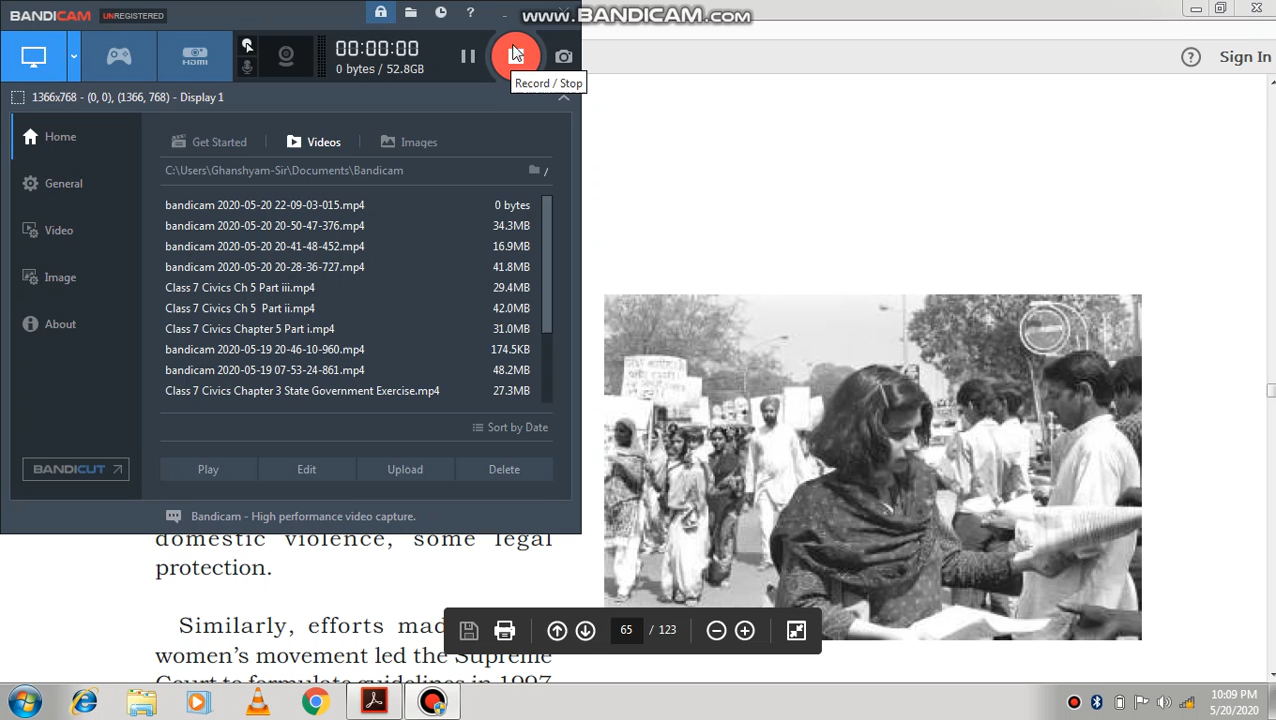 BANDICAM UNREGISTERED
www.BANDICAM.com
HDMI
00:00:00
0 bytes / 52.8GB
Record / Stop
Sign In
1366x768 - (0, 0), (1366, 768) - Display 1
Home
General
Video
Image
About
BANDICUT
Get Started
Videos
Images
C:\Users\Ghanshyam-Sir\Documents\Bandicam
bandicam 2020-05-20 22-09-03-015.mp4 0 bytes
bandicam 2020-05-20 20-50-47-376.mp4 34.3MB
bandicam 2020-05-20 20-41-48-452.mp4 16.9MB
bandicam 2020-05-20 20-28-36-727.mp4 41.8MB
Class 7 Civics Ch 5 Part iii.mp4 29.4MB
Class 7 Civics Ch 5 Part ii.mp4 42.0MB
Class 7 Civics Chapter 5 Part i.mp4 31.0MB
bandicam 2020-05-19 20-46-10-960.mp4 174.5KB
bandicam 2020-05-19 07-53-24-861.mp4 48.2MB
Class 7 Civics Chapter 3 State Government Exercise.mp4 27.3MB
Sort by Date
Play Edit Upload Delete
Bandicam - High performance video capture.
domestic violence, some legal
protection.
Similarly, efforts
women's movement led the Supreme
Court to formulate guidelines in 1997
65 / 123
10:09 PM
5/20/2020